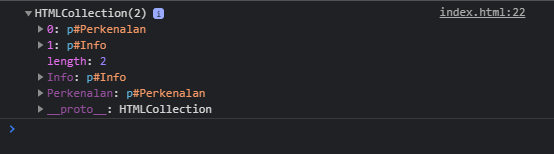 HTMLCollection(2) i index.html:22
0: p#Perkenalan
1: p#Info
length: 2
Info: p#Info
Perkenalan: p#Perkenalan
__proto__: HTMLCollection